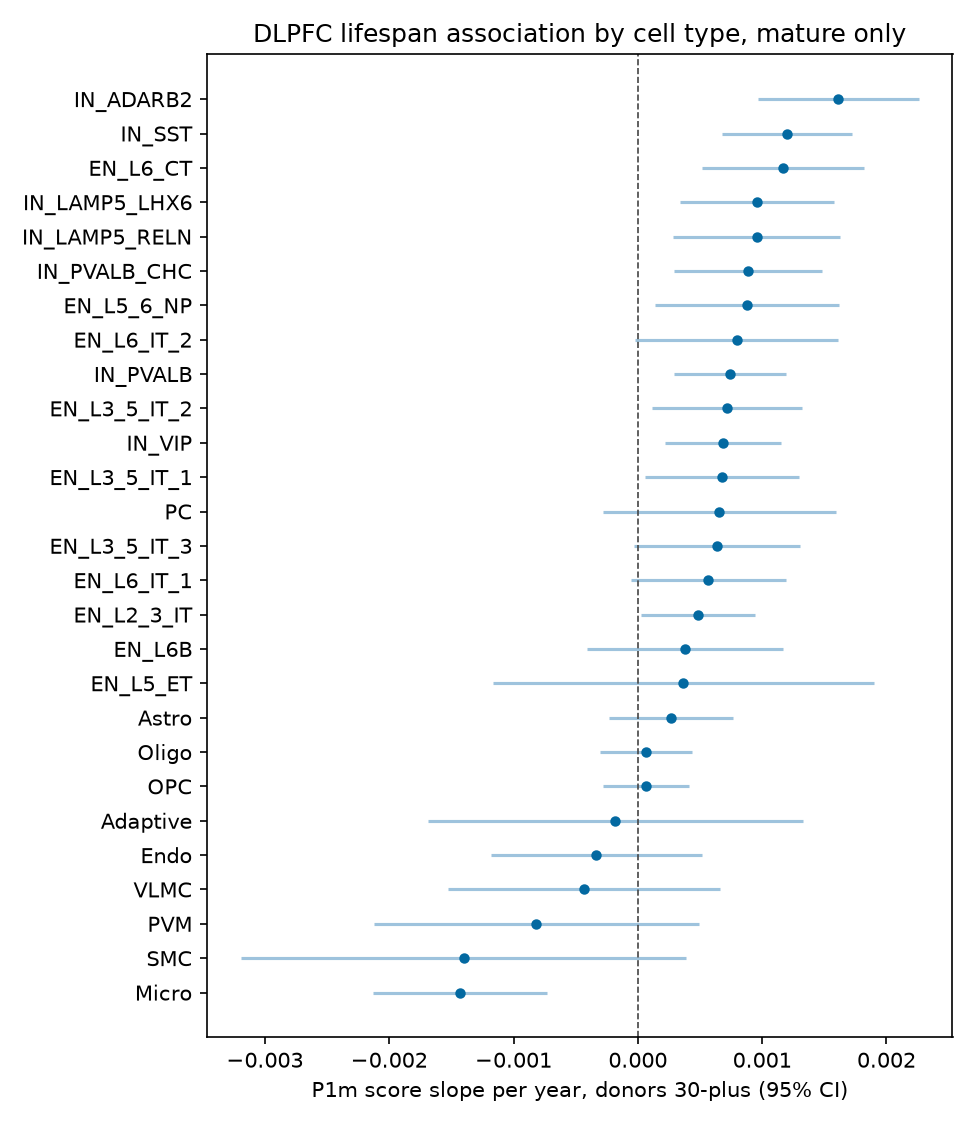 DLPFC lifespan association by cell type, mature only
IN_ADARB2
IN_SST
EN_L6_CT
IN_LAMP5_LHX6
IN_LAMP5_RELN
IN_PVALB_CHC
EN_L5_6_NP
EN_L6_IT_2
IN_PVALB
EN_L3_5_IT_2
IN_VIP
EN_L3_5_IT_1
PC
EN_L3_5_IT_3
EN_L6_IT_1
EN_L2_3_IT
EN_L6B
EN_L5_ET
Astro
Oligo
OPC
Adaptive
Endo
VLMC
PVM
SMC
Micro
−0.003 −0.002 −0.001 0.000 0.001 0.002
P1m score slope per year, donors 30-plus (95% CI)